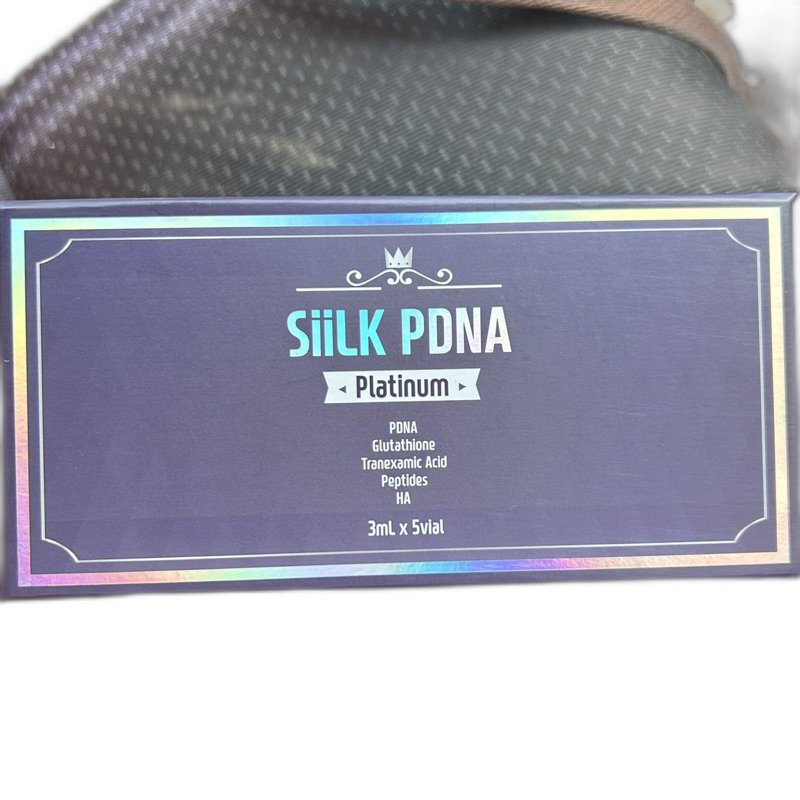 SiiLK PDNA
Platinum
PDNA
Glutathione
Tranexamic Acid
Peptides
HA
3mL x 5vial